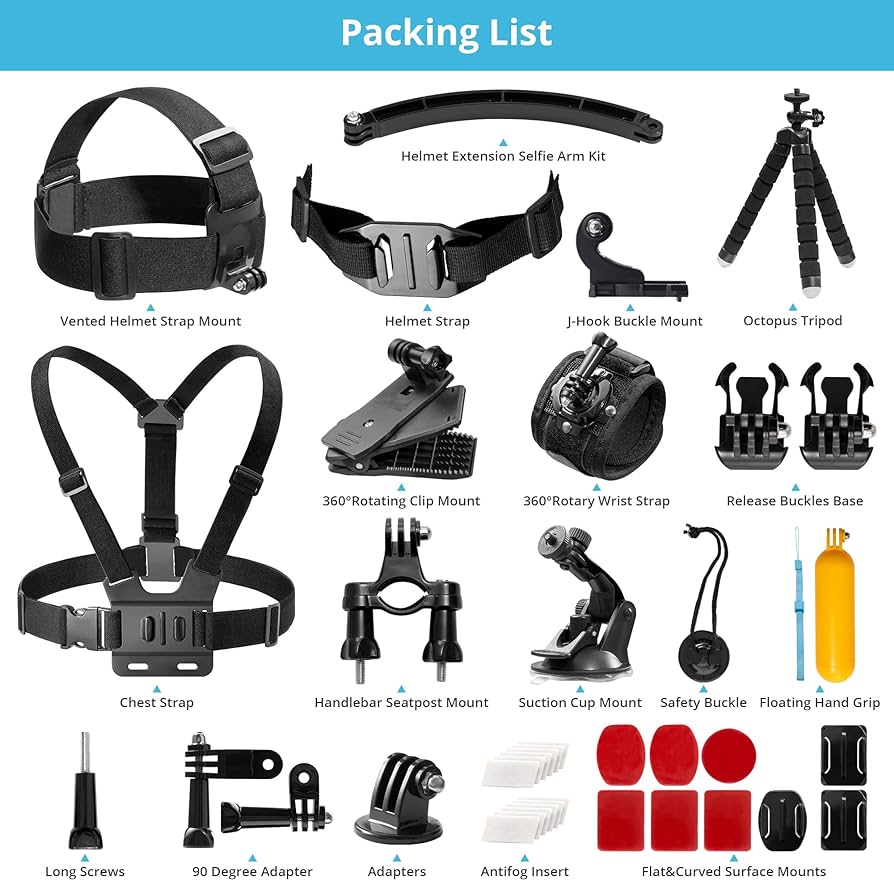 Packing List
Helmet Extension Selfie Arm Kit
Vented Helmet Strap Mount
Helmet Strap
J-Hook Buckle Mount
Octopus Tripod
360°Rotating Clip Mount
360°Rotary Wrist Strap
Release Buckles Base
Chest Strap
Handlebar Seatpost Mount
Suction Cup Mount
Safety Buckle
Floating Hand Grip
Long Screws
90 Degree Adapter
Adapters
Antifog Insert
Flat&Curved Surface Mounts